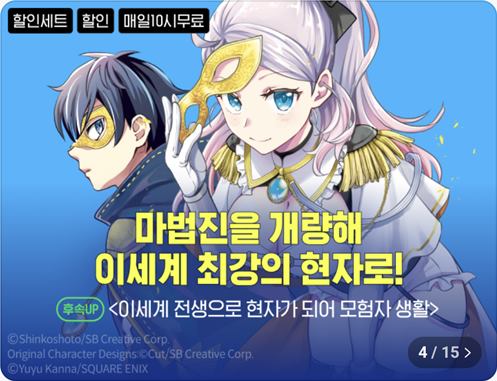 할인세트 할인 매일10시무료
마법진을 개량해
이세계 최강의 현자로!
후속UP <이세계 전생으로 현자가 되어 모험자 생활>
©Shinkoshoto/SB Creative Corp.
Original Character Designs:©Cut/SB Creative Corp.
©Yuyu Kanna/SQUARE ENIX
4 / 15 >